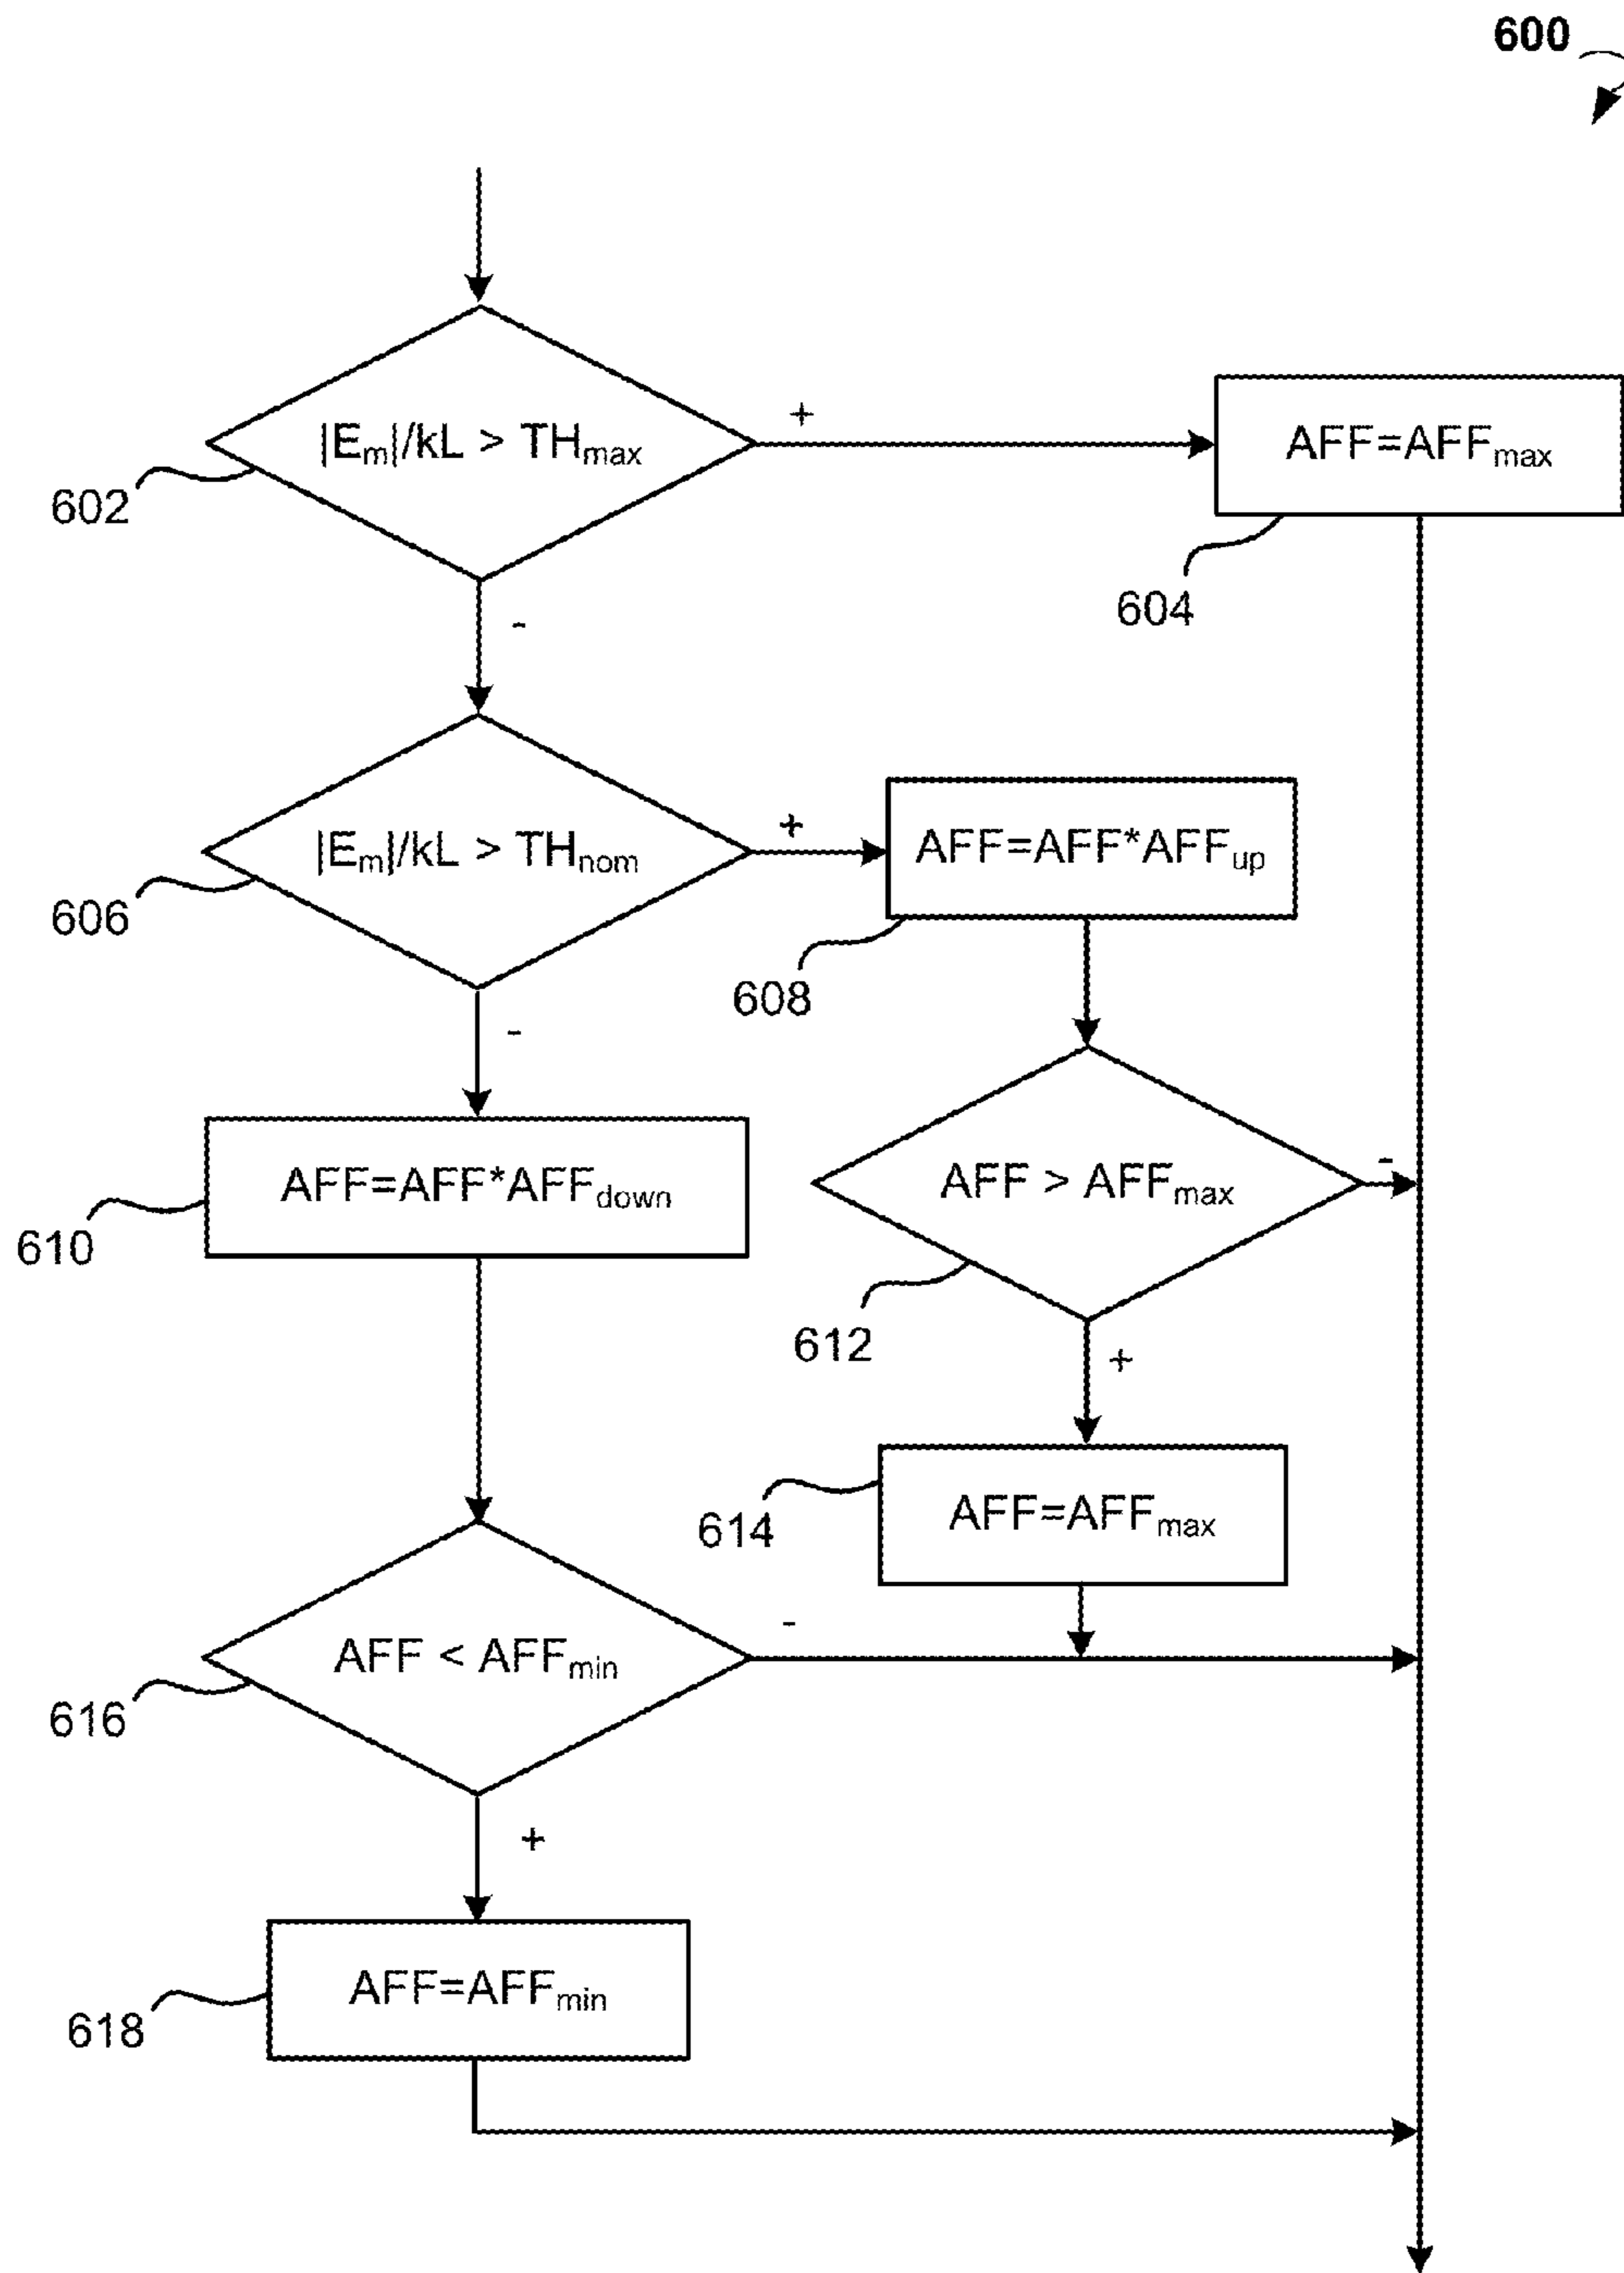 600
|Em|/kL > THmax
+
AFF=AFFmax
602
604
-
|Em|/kL > THnom
+
AFF=AFF*AFFup
606
608
-
AFF=AFF*AFFdown
AFF > AFFmax
-
610
612
+
614
AFF=AFFmax
AFF < AFFmin
-
616
+
AFF=AFFmin
618